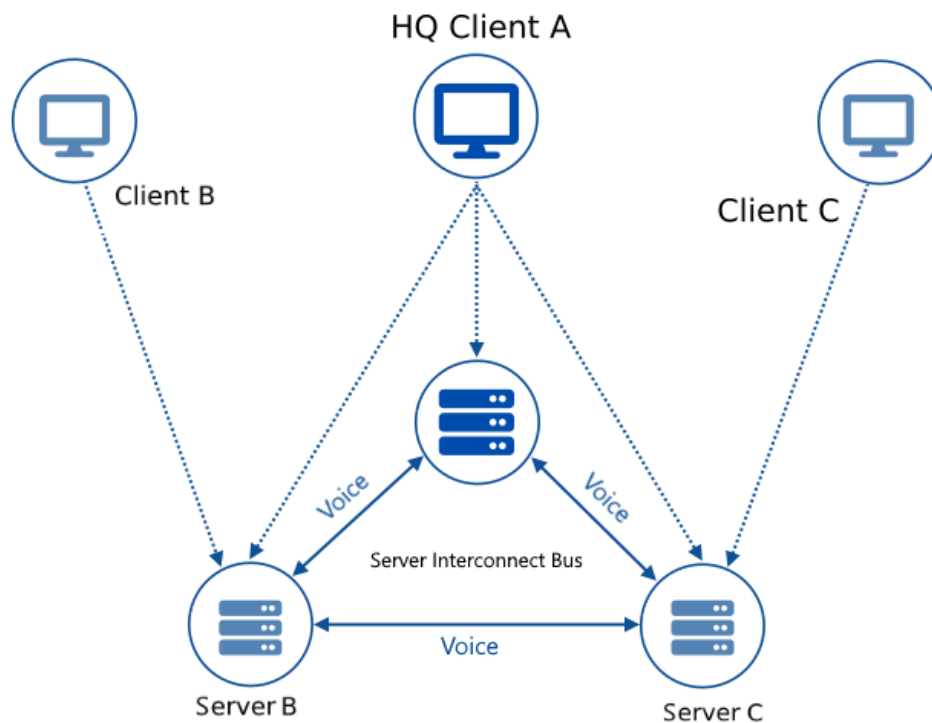 HQ Client A
Client B
Client C
Voice
Voice
Server Interconnect Bus
Voice
Server B
Server C